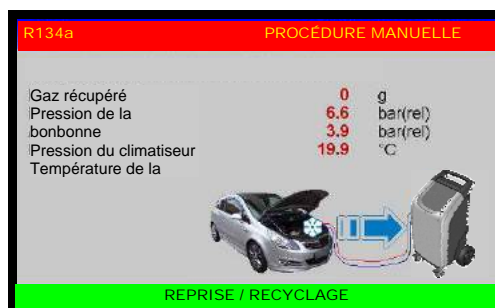 R134a PROCÉDURE MANUELLE
Gaz récupéré 0 g
Pression de la 6.6 bar(rel)
bonbonne 3.9 bar(rel)
Pression du climatiseur 19.9 °C
Température de la
REPRISE / RECYCLAGE